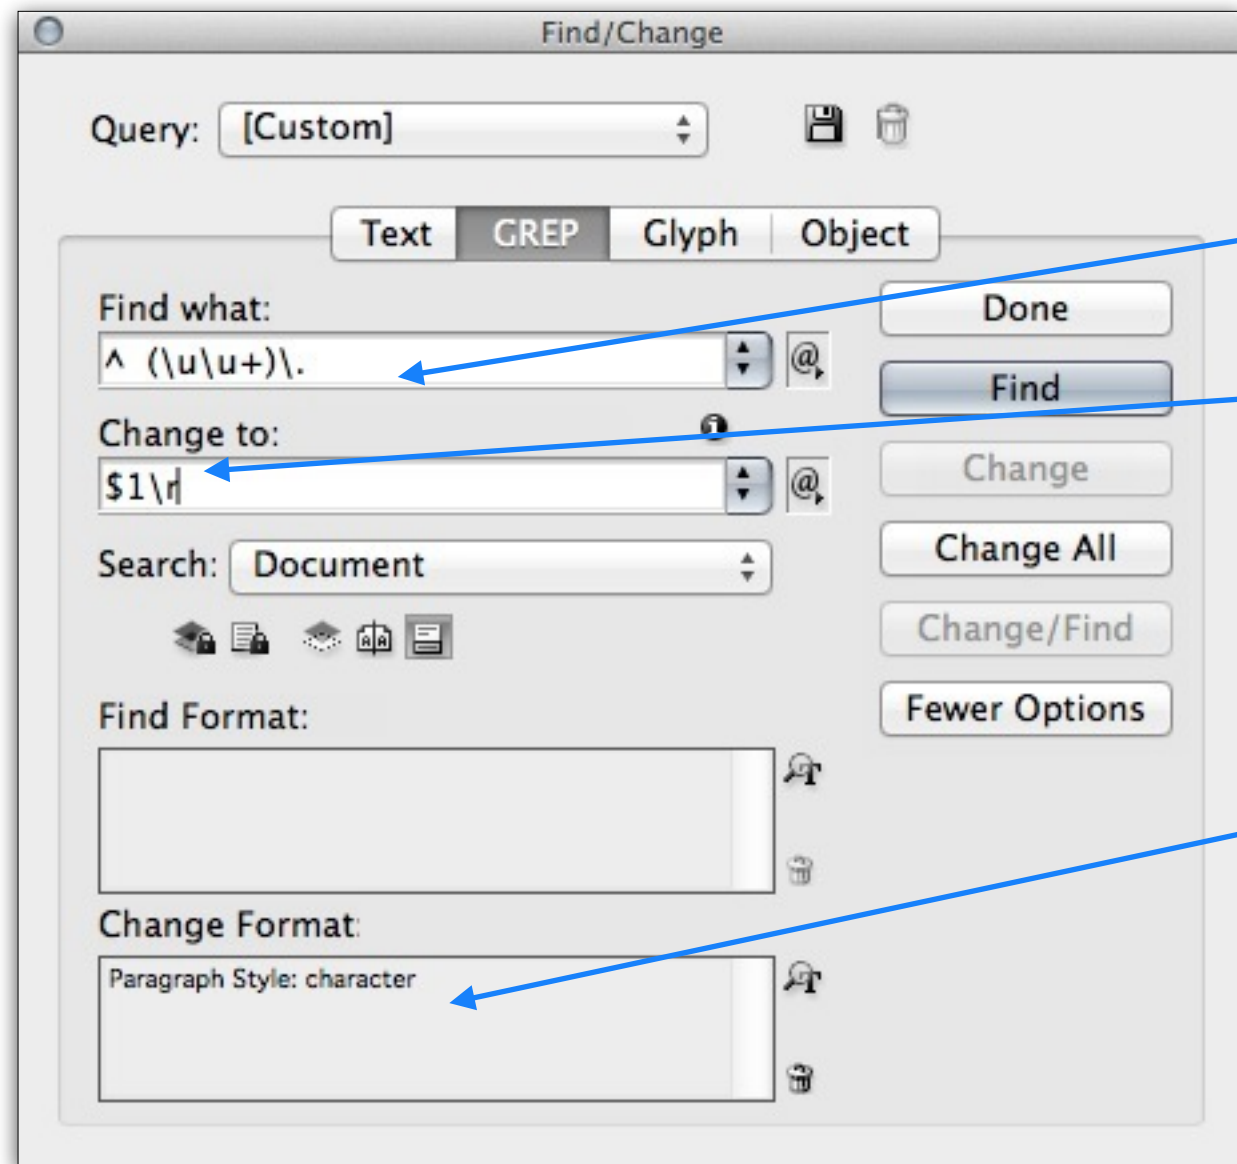 Find/Change
Query: [Custom]
Text GREP Glyph Object
Find what:
^ (\u\u+)\.
Change to:
$1\r
Search: Document
Find Format:
Change Format:
Paragraph Style: character
Done
Find
Change
Change All
Change/Find
Fewer Options